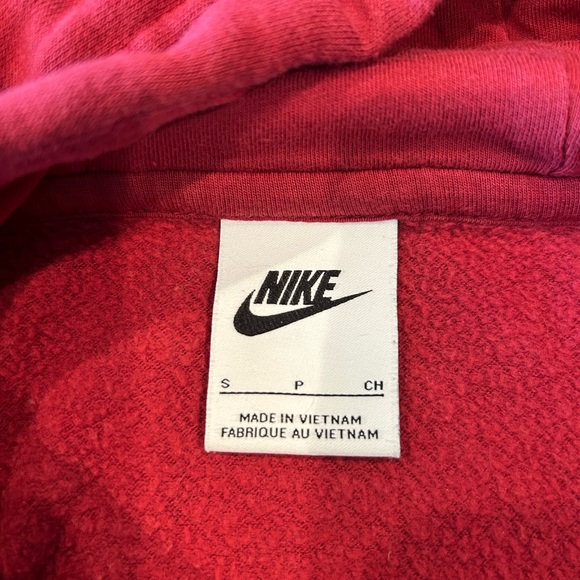 NIKE
S P CH
MADE IN VIETNAM
FABRIQUE AU VIETNAM